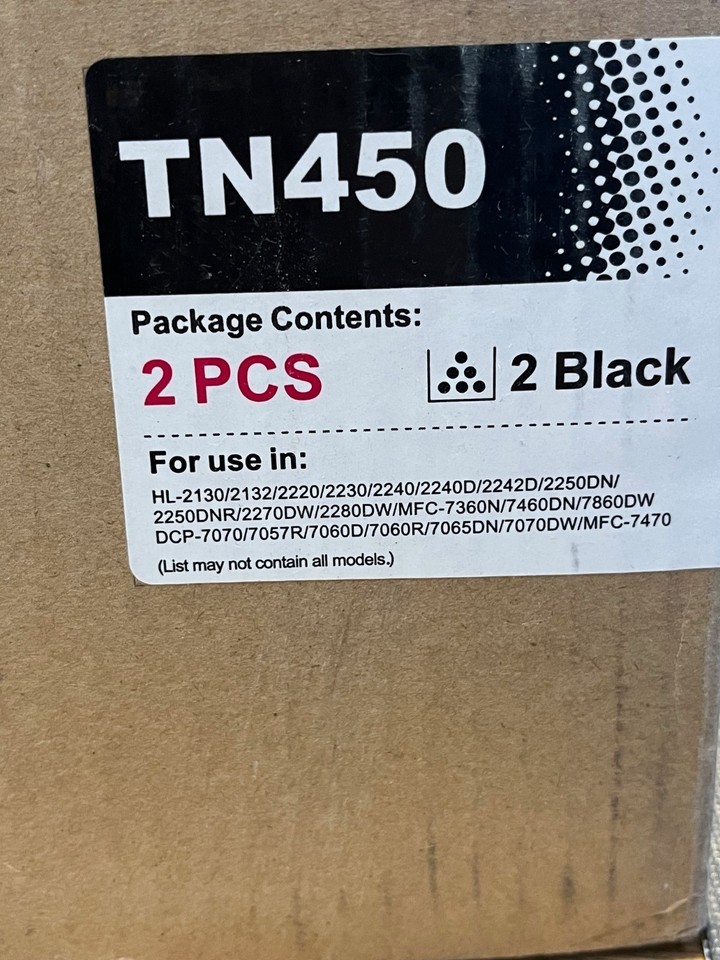 TN450
Package Contents:
2 PCS 2 Black
For use in:
HL-2130/2132/2220/2230/2240/2240D/2242D/2250DN/
2250DNR/2270DW/2280DW/MFC-7360N/7460DN/7860DW
DCP-7070/7057R/7060D/7060R/7065DN/7070DW/MFC-7470
(List may not contain all models.)